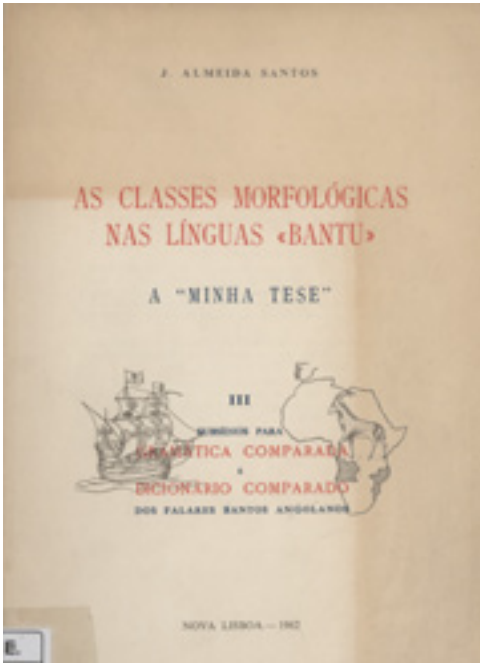 J. ALMEIDA SANTOS
AS CLASSES MORFOLÓGICAS
NAS LÍNGUAS «BANTU»
A "MINHA TESE"
III
SUBSÍDIOS PARA
GRAMÁTICA COMPARADA
E
DICIONÁRIO COMPARADO
DOS FALARES BANTOS ANGOLANOS
NOVA LISBOA — 1962